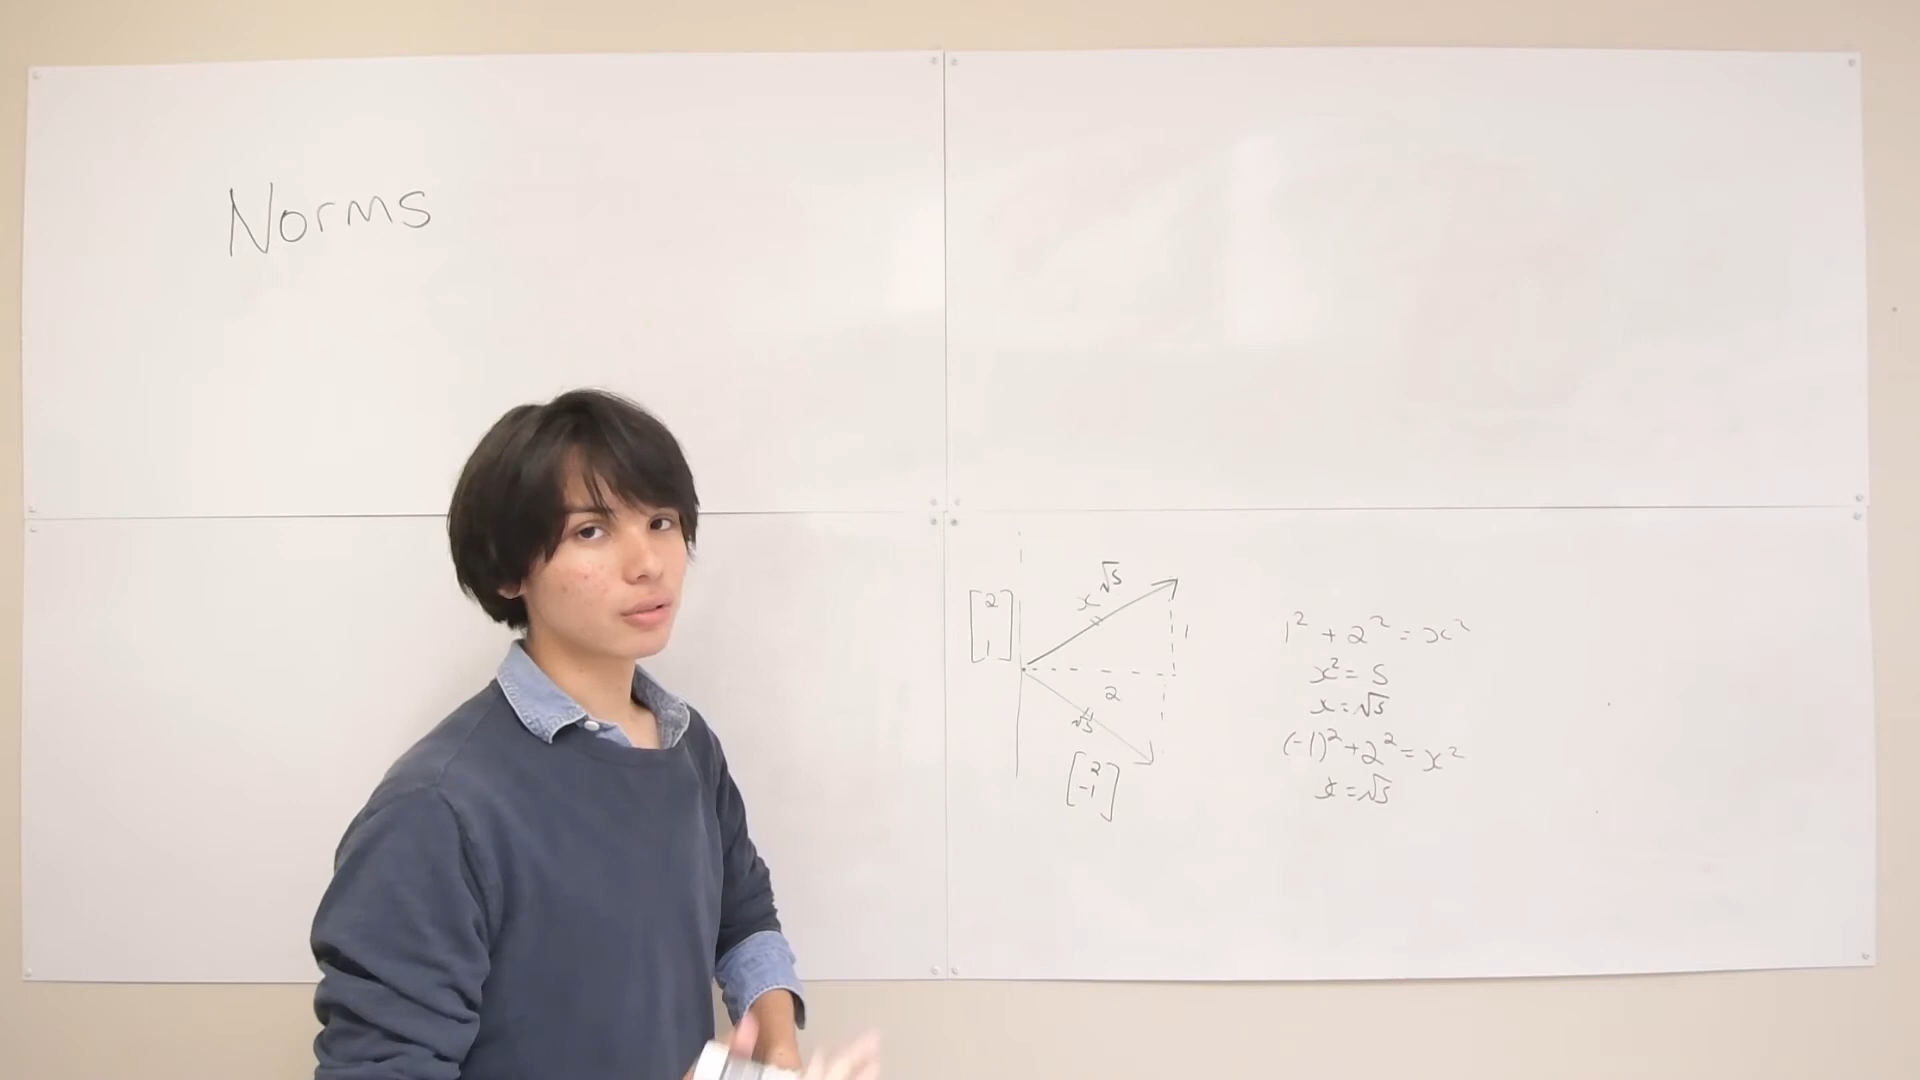 Norms
[2
1]
x √5
1
2
√5
[2
-1]
1² + 2² = x²
x² = 5
x = √5
(-1)² + 2² = x²
x = √5